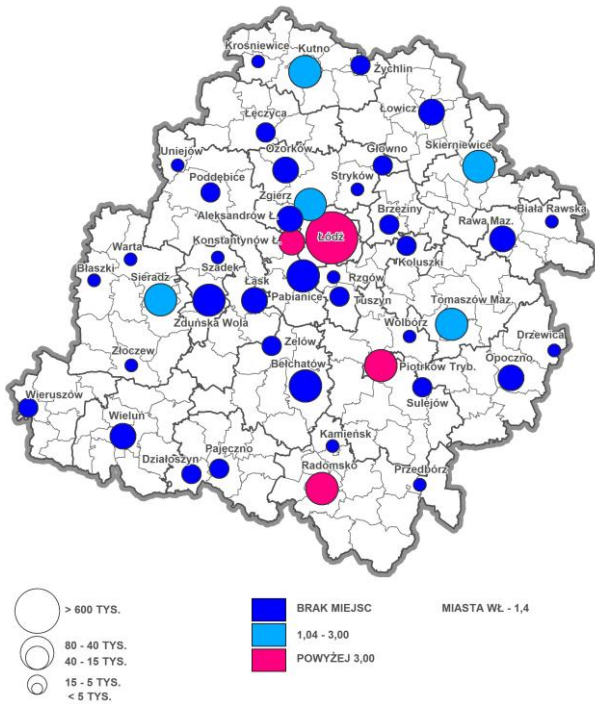 Krośniewice
Kutno
Żychlin
Łowicz
Łęczyca
Skierniewice
Ozorków
Głowno
Uniejów
Stryków
Poddębice
Zgierz
Aleksandrów Ł.
Brzeziny
Rawa Maz.
Biała Rawska
Konstantynów Ł.
Łódź
Warta
Szadek
Koluszki
Błaszki
Sieradz
Łask
Pabianice
Rzgów
Tuszyn
Tomaszów Maz.
Zduńska Wola
Wolbórz
Drzewica
Zelów
Złoczew
Bełchatów
Piotrków Tryb.
Opoczno
Wieruszów
Sulejów
Wieluń
Kamieńsk
Działoszyn
Pajęczno
Radomsko
Przedbórz
> 600 TYS.
80 - 40 TYS.
40 - 15 TYS.
15 - 5 TYS.
< 5 TYS.
BRAK MIEJSC
1,04 - 3,00
POWYŻEJ 3,00
MIASTA WŁ - 1,4